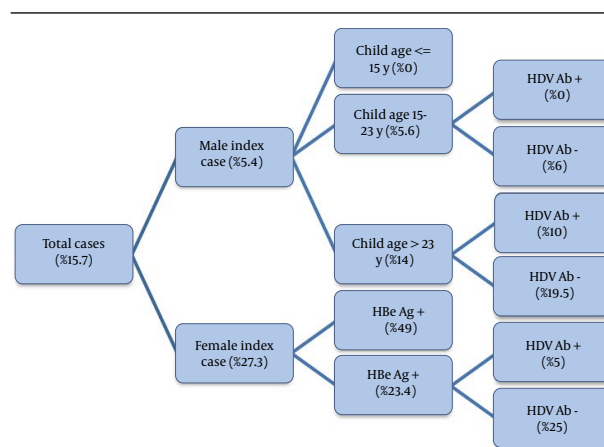 Total cases
(%15.7)
Male index
case (%5.4)
Female index
case (%27.3)
Child age <=
15 y (%0)
Child age 15-
23 y (%5.6)
Child age > 23
y (%14)
HBe Ag +
(%49)
HBe Ag +
(%23.4)
HDV Ab +
(%0)
HDV Ab -
(%6)
HDV Ab +
(%10)
HDV Ab -
(%19.5)
HDV Ab +
(%5)
HDV Ab -
(%25)